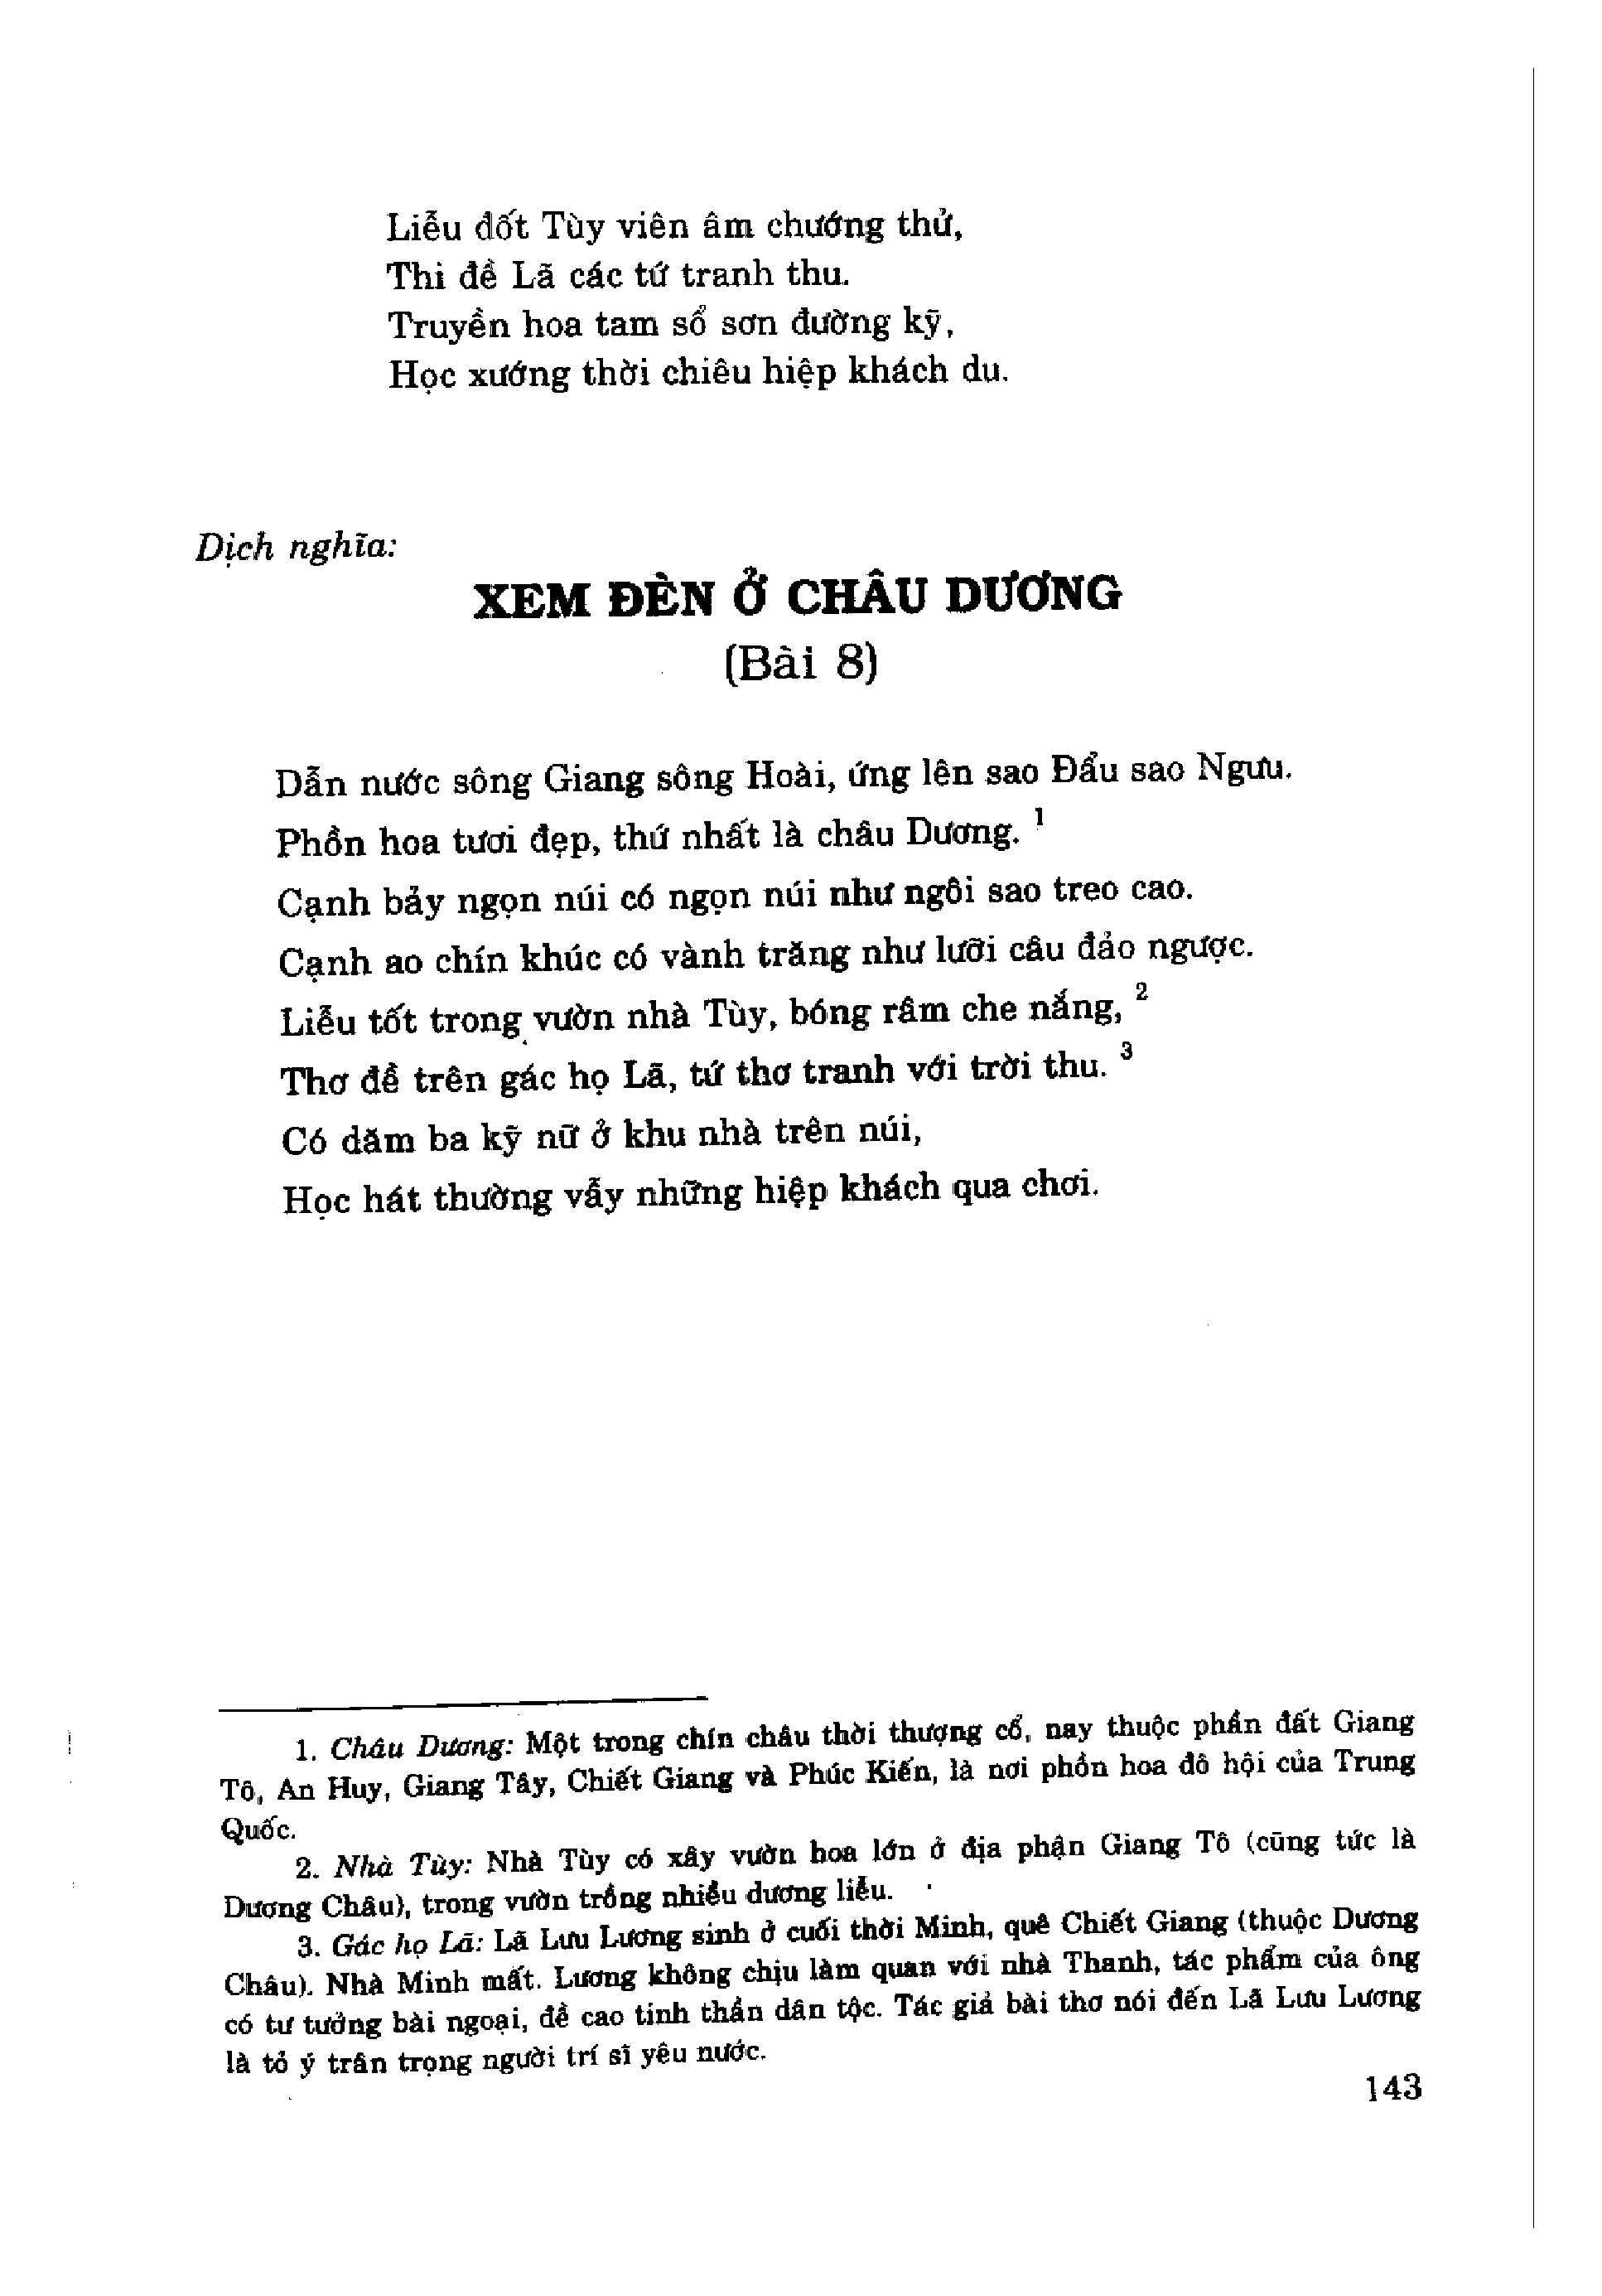 Liễu đốt Tùy viên âm chướng thử,
Thi đề Lã các tứ tranh thu.
Truyền hoa tam sổ sơn đường kỹ,
Học xướng thời chiêu hiệp khách du.
Dịch nghĩa:
XEM ĐÈN Ở CHÂU DƯƠNG
(Bài 8)
Dẫn nước sông Giang sông Hoài, ứng lên sao Đẩu sao Ngưu.
Phồn hoa tươi đẹp, thứ nhất là châu Dương. 1
Cạnh bảy ngọn núi có ngọn núi như ngôi sao treo cao.
Cạnh ao chín khúc có vành trăng như lưỡi câu đảo ngược.
Liễu tốt trong vườn nhà Tùy, bóng râm che nắng, 2
Thơ đề trên gác họ Lã, tứ thơ tranh với trời thu. 3
Có dăm ba kỹ nữ ở khu nhà trên núi,
Học hát thường vẫy những hiệp khách qua chơi.
1. Châu Dương: Một trong chín châu thời thượng cổ, nay thuộc phần đất Giang
Tô, An Huy, Giang Tây, Chiết Giang và Phúc Kiến, là nơi phồn hoa đô hội của Trung
Quốc.
2. Nhà Tùy: Nhà Tùy có xây vườn hoa lớn ở địa phận Giang Tô (cũng tức là
Dương Châu), trong vườn trồng nhiều dương liễu.
3. Gác họ Lã: Lã Lưu Lương sinh ở cuối thời Minh, quê Chiết Giang (thuộc Dương
Châu). Nhà Minh mất. Lương không chịu làm quan với nhà Thanh, tác phẩm của ông
có tư tưởng bài ngoại, đề cao tinh thần dân tộc. Tác giả bài thơ nói đến Lã Lưu Lương
là tỏ ý trân trọng người trí sĩ yêu nước.
143